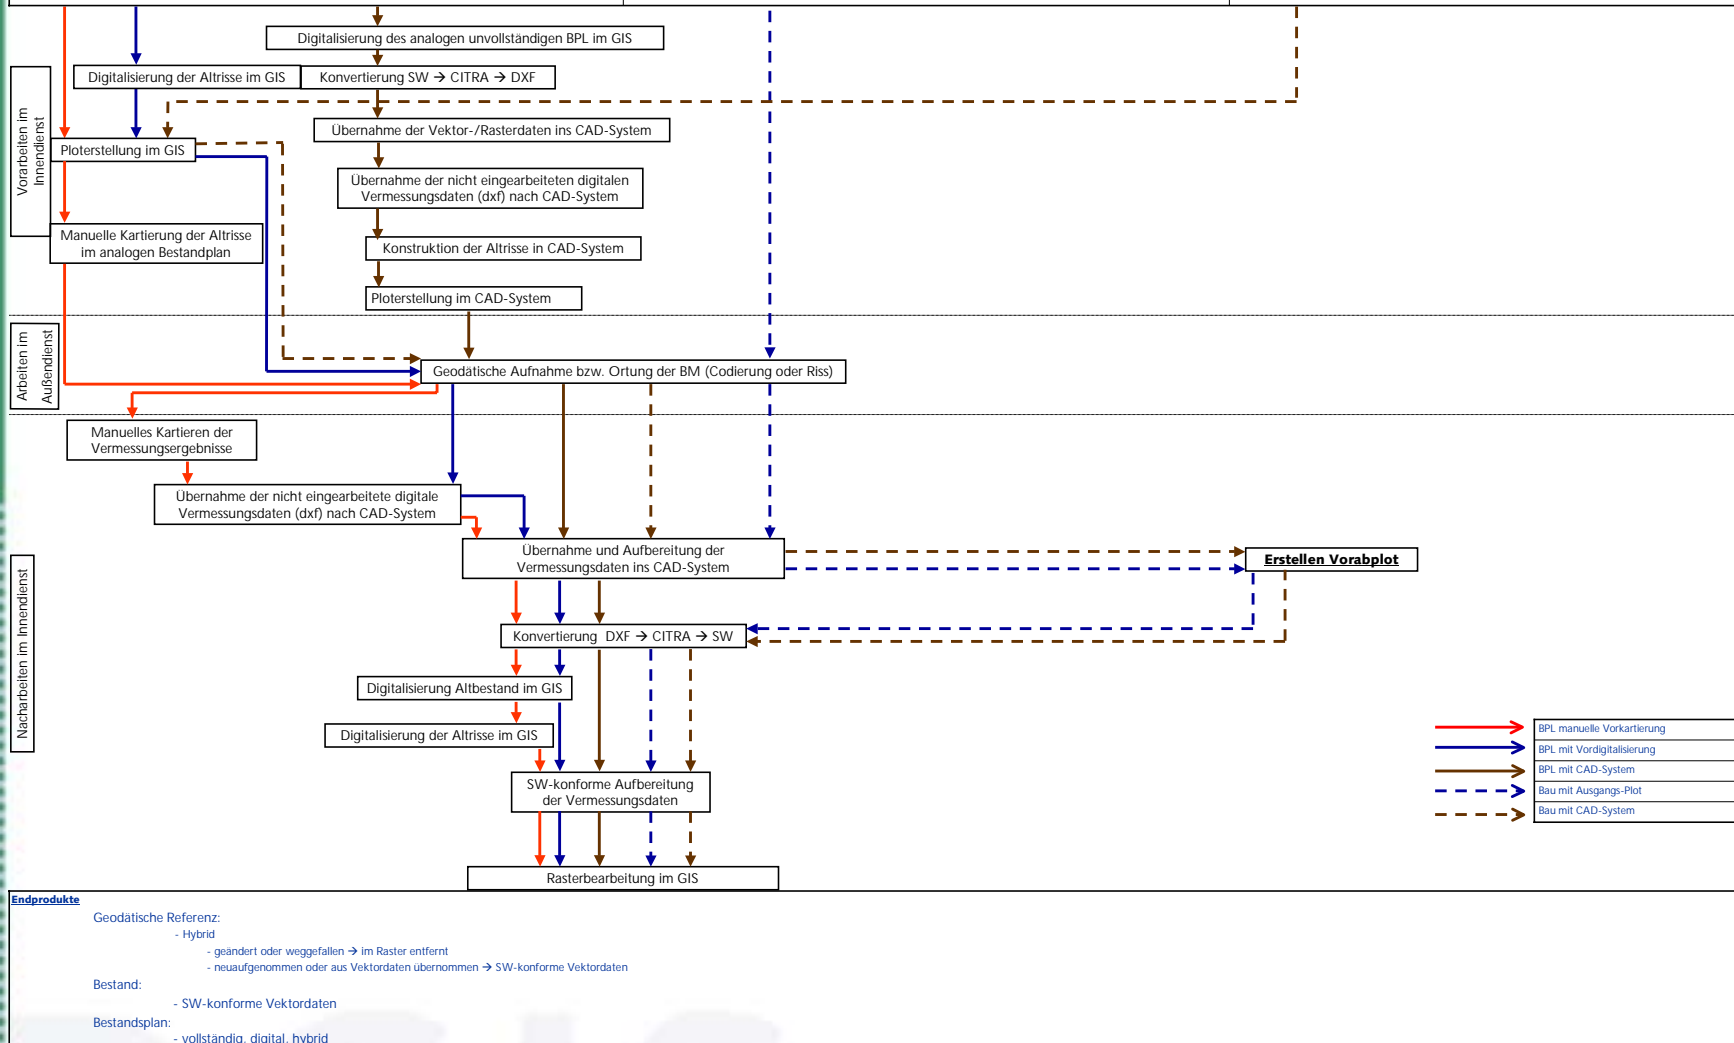 Digitalisierung des analogen unvollständigen BPL im GIS
Digitalisierung der Altrisse im GIS
Konvertierung SW → CITRA → DXF
Vorarbeiten im
Innendienst
Übernahme der Vektor-/Rasterdaten ins CAD-System
Ploterstellung im GIS
Übernahme der nicht eingearbeiteten digitalen
Vermessungsdaten (dxf) nach CAD-System
Manuelle Kartierung der Altrisse
im analogen Bestandplan
Konstruktion der Altrisse in CAD-System
Ploterstellung im CAD-System
Arbeiten im
Außendienst
Geodätische Aufnahme bzw. Ortung der BM (Codierung oder Riss)
Manuelles Kartieren der
Vermessungsergebnisse
Übernahme der nicht eingearbeitete digitale
Vermessungsdaten (dxf) nach CAD-System
Übernahme und Aufbereitung der
Vermessungsdaten ins CAD-System
Erstellen Vorabplot
Nacharbeiten im Innendienst
Konvertierung DXF → CITRA → SW
Digitalisierung Altbestand im GIS
Digitalisierung der Altrisse im GIS
SW-konforme Aufbereitung
der Vermessungsdaten
Rasterbearbeitung im GIS
BPL manuelle Vorkartierung
BPL mit Vordigitalisierung
BPL mit CAD-System
Bau mit Ausgangs-Plot
Bau mit CAD-System
Endprodukte
Geodätische Referenz:
- Hybrid
- geändert oder weggefallen → im Raster entfernt
- neuaufgenommen oder aus Vektordaten übernommen → SW-konforme Vektordaten
Bestand:
- SW-konforme Vektordaten
Bestandsplan:
- vollständig, digital, hybrid